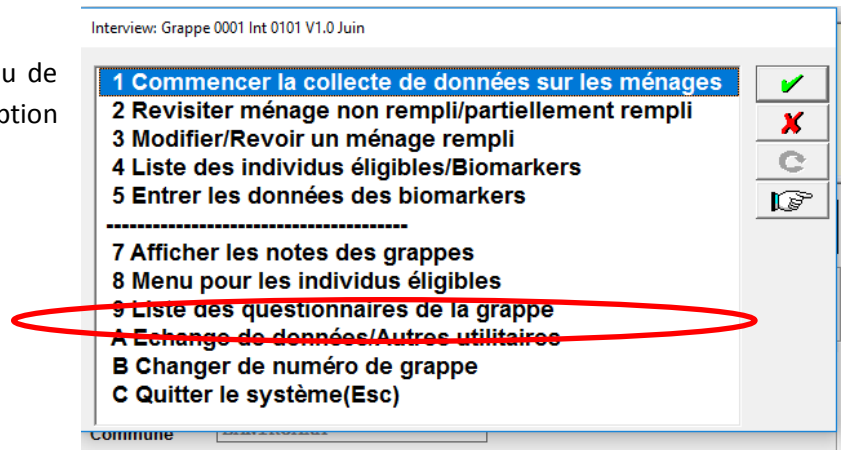 Interview: Grappe 0001 Int 0101 V1.0 Juin
u de
ption
1 Commencer la collecte de données sur les ménages
2 Revisiter ménage non rempli/partiellement rempli
3 Modifier/Revoir un ménage rempli
4 Liste des individus éligibles/Biomarkers
5 Entrer les données des biomarkers
---------------------------------------
7 Afficher les notes des grappes
8 Menu pour les individus éligibles
9 Liste des questionnaires de la grappe
A Echange de données/Autres utilitaires
B Changer de numéro de grappe
C Quitter le système(Esc)
Commune